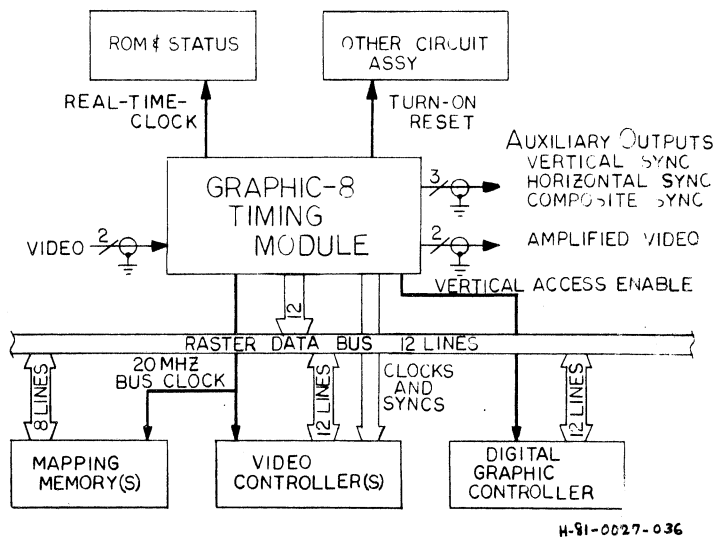 ROM & STATUS
OTHER CIRCUIT
ASSY
REAL-TIME-
CLOCK
TURN-ON
RESET
GRAPHIC-8
TIMING
MODULE
AUXILIARY OUTPUTS
VERTICAL SYNC
HORIZONTAL SYNC
COMPOSITE SYNC
3
VIDEO
2
2
AMPLIFIED VIDEO
VERTICAL ACCESS ENABLE
12
RASTER DATA BUS 12 LINES
20 MHZ
BUS CLOCK
8 LINES
12 LINES
CLOCKS
AND
SYNCS
12 LINES
MAPPING
MEMORY(S)
VIDEO
CONTROLLER(S)
DIGITAL
GRAPHIC
CONTROLLER
H-81-0027-036